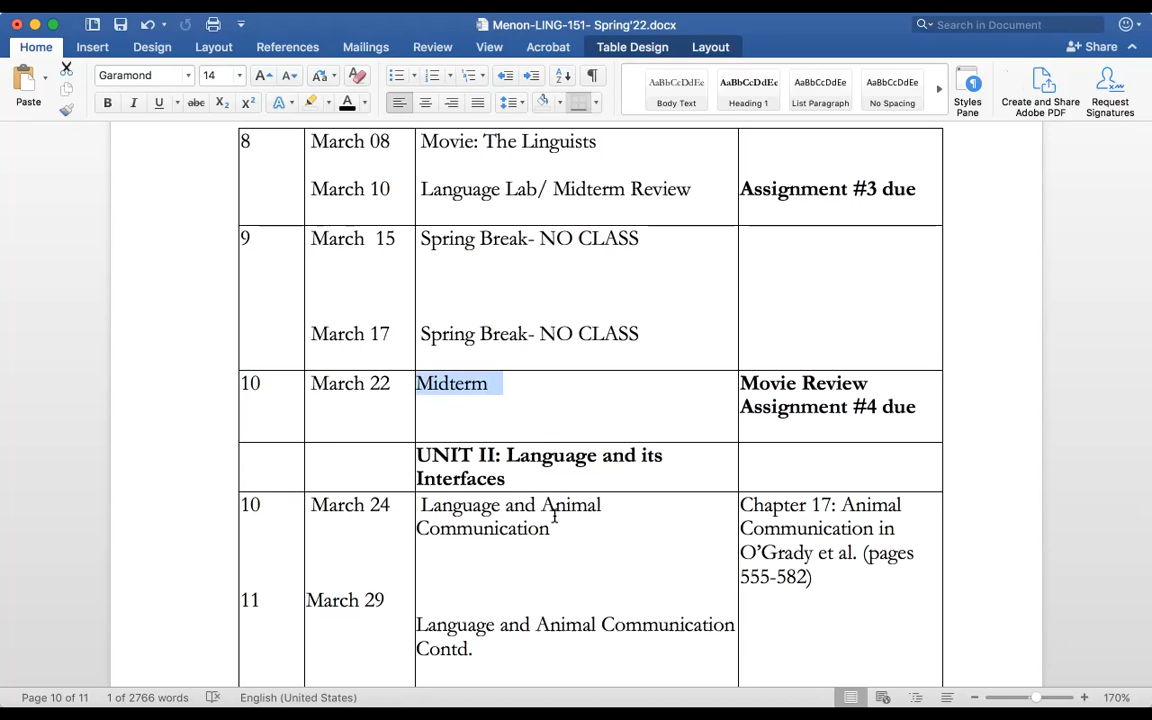 Menon-LING-151- Spring'22.docx
Search in Document
Home Insert Design Layout References Mailings Review View Acrobat Table Design Layout
Share
Paste
Garamond 14
Body Text
Heading 1
List Paragraph
No Spacing
Styles Pane
Create and Share Adobe PDF
Request Signatures
8 March 08 Movie: The Linguists
March 10 Language Lab/ Midterm Review Assignment #3 due
9 March 15 Spring Break- NO CLASS
March 17 Spring Break- NO CLASS
10 March 22 Midterm Movie Review
Assignment #4 due
UNIT II: Language and its
Interfaces
10 March 24 Language and Animal Chapter 17: Animal
Communication Communication in
O’Grady et al. (pages
555-582)
11 March 29
Language and Animal Communication
Contd.
Page 10 of 11 1 of 2766 words English (United States) 170%